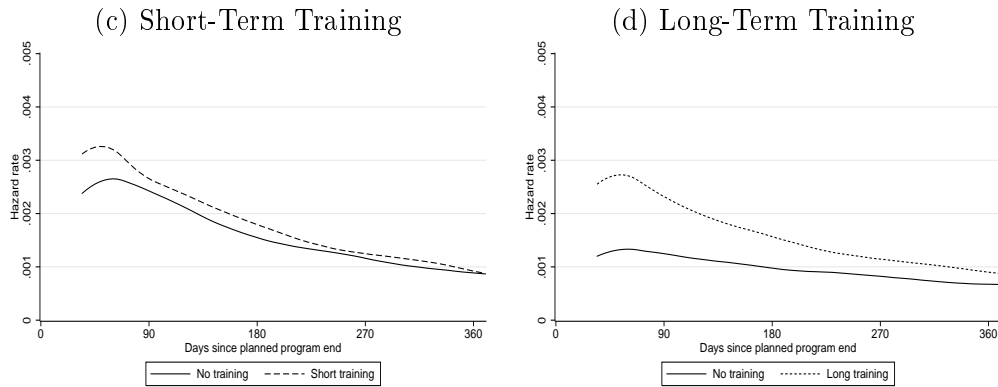 (c) Short-Term Training
Hazard rate
.005
.004
.003
.002
.001
0
0 90 180 270 360
Days since planned program end
No training Short training
(d) Long-Term Training
Hazard rate
.005
.004
.003
.002
.001
0
0 90 180 270 360
Days since planned program end
No training Long training